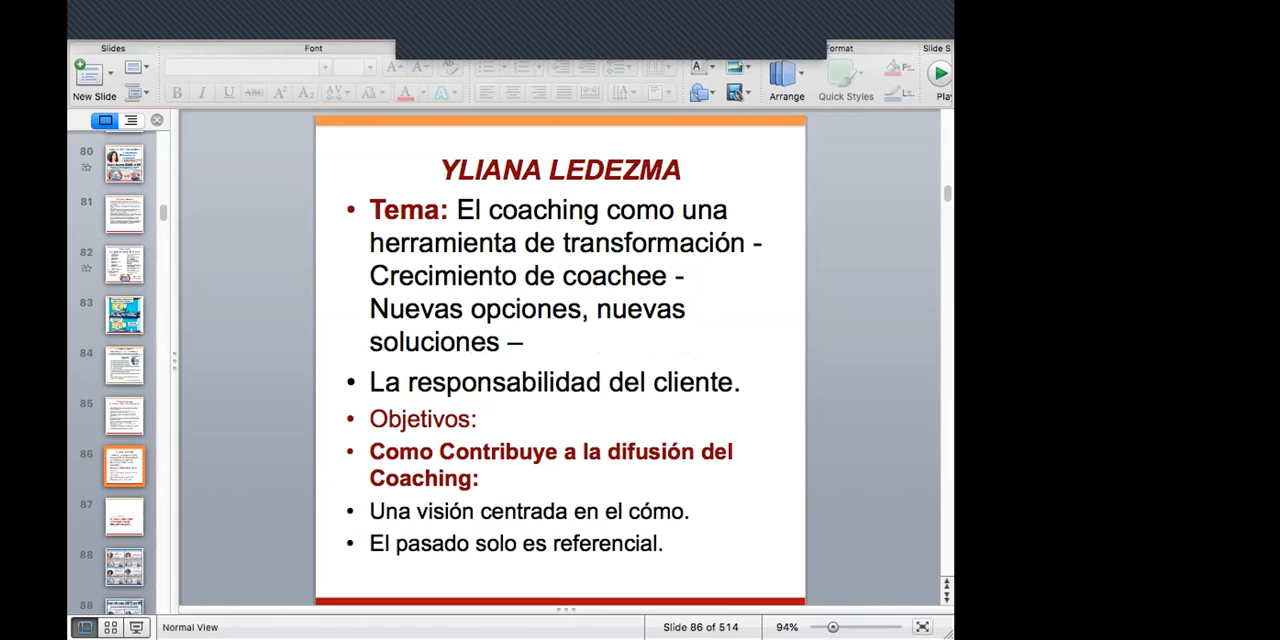 Slides
Font
Format
Slide S
New Slide
Arrange
Quick Styles
Pla
80
81
82
83
84
85
86
87
88
89
YLIANA LEDEZMA
• Tema: El coaching como una
herramienta de transformación -
Crecimiento de coachee -
Nuevas opciones, nuevas
soluciones –
• La responsabilidad del cliente.
• Objetivos:
• Como Contribuye a la difusión del
Coaching:
• Una visión centrada en el cómo.
• El pasado solo es referencial.
Normal View
Slide 86 of 514
94%